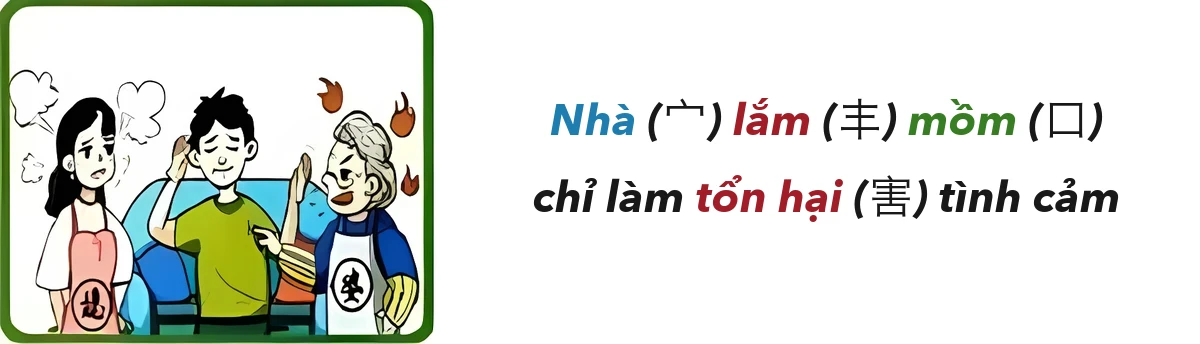 Nhà (宀) lắm (丰) mồm (口)
chỉ làm tổn hại (害) tình cảm